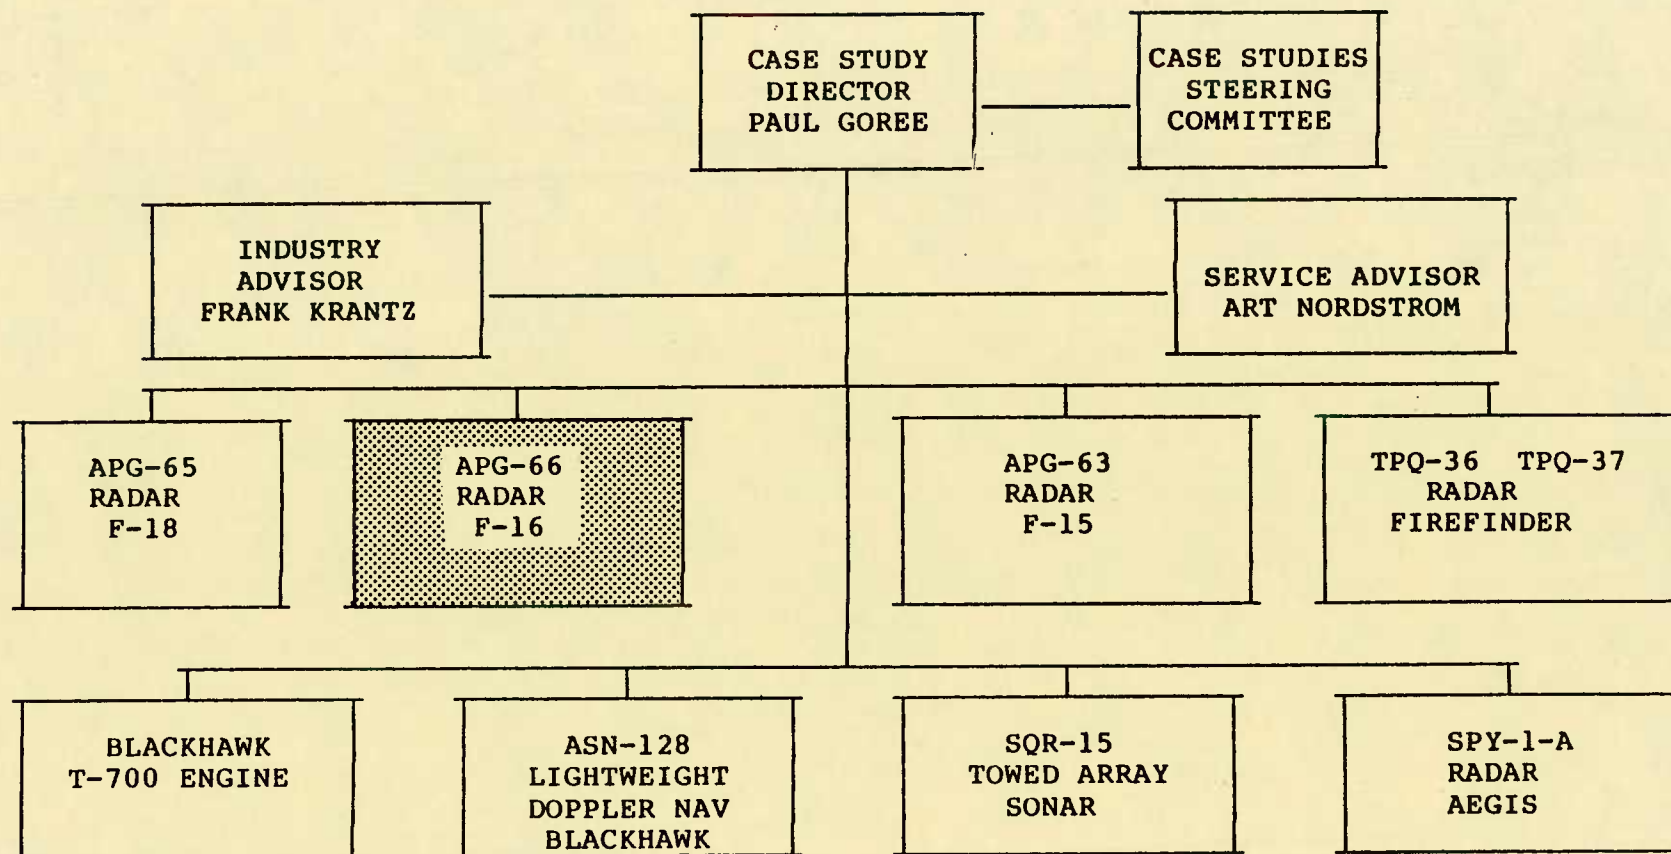 CASE STUDY
DIRECTOR
PAUL GOREE
CASE STUDIES
STEERING
COMMITTEE
INDUSTRY
ADVISOR
FRANK KRANTZ
SERVICE ADVISOR
ART NORDSTROM
APG-65
RADAR
F-18
APG-66
RADAR
F-16
APG-63
RADAR
F-15
TPQ-36 TPQ-37
RADAR
FIREFINDER
BLACKHAWK
T-700 ENGINE
ASN-128
LIGHTWEIGHT
DOPPLER NAV
BLACKHAWK
SQR-15
TOWED ARRAY
SONAR
SPY-1-A
RADAR
AEGIS